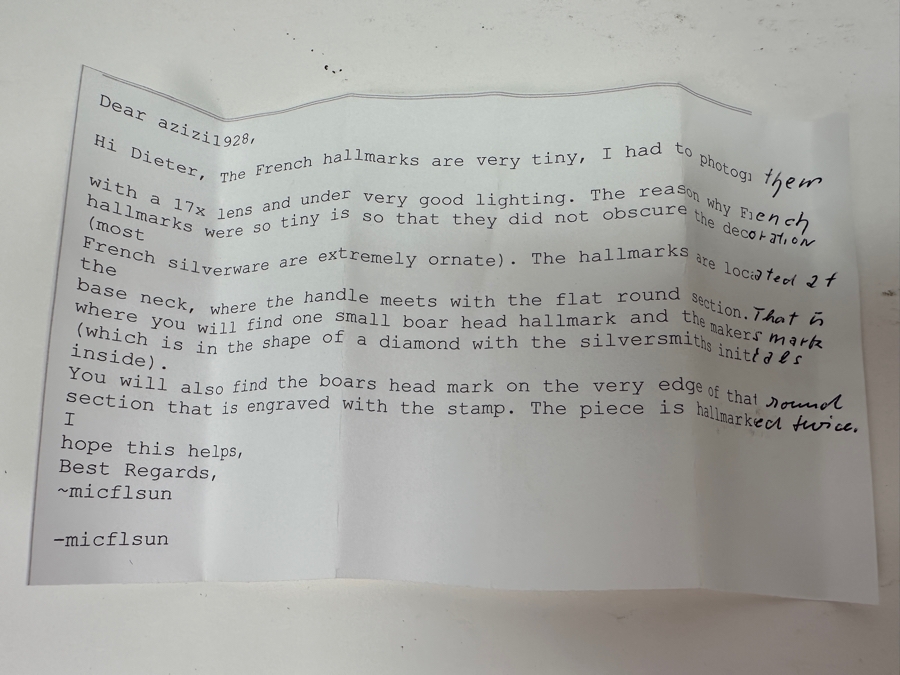 Dear azizi1928,
Hi Dieter, The French hallmarks are very tiny, I had to photogr them
with a 17x lens and under very good lighting. The reason why French
hallmarks were so tiny is so that they did not obscure the decoration
(most
French silverware are extremely ornate). The hallmarks are located at
the
base neck, where the handle meets with the flat round section. That is
where you will find one small boar head hallmark and the makers mark
(which is in the shape of a diamond with the silversmiths initials
inside).
You will also find the boars head mark on the very edge of that round
section that is engraved with the stamp. The piece is hallmarked twice.
I
hope this helps,
Best Regards,
~micflsun
-micflsun